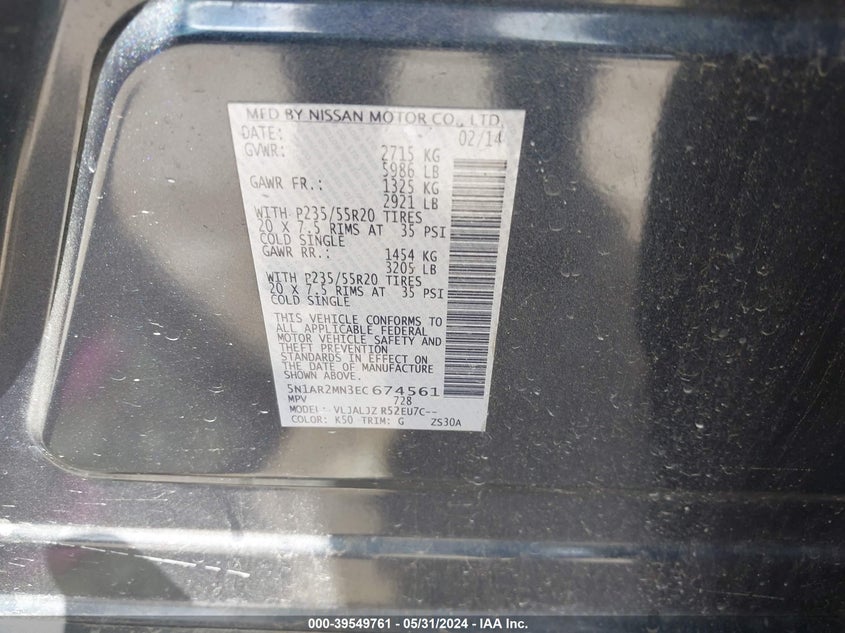 MFD BY NISSAN MOTOR CO., LTD.
DATE: 02/14
GVWR: 2715 KG
5986 LB
GAWR FR.: 1325 KG
2921 LB
WITH P235/55R20 TIRES
20 X 7.5 RIMS AT 35 PSI
COLD SINGLE
GAWR RR.: 1454 KG
3205 LB
WITH P235/55R20 TIRES
20 X 7.5 RIMS AT 35 PSI
COLD SINGLE
THIS VEHICLE CONFORMS TO
ALL APPLICABLE FEDERAL
MOTOR VEHICLE SAFETY AND
THEFT PREVENTION
STANDARDS IN EFFECT ON
THE DATE OF MANUFACTURE
SHOWN ABOVE.
5N1AR2MN3EC 674561
MPV 728
MODEL: VLJALJZ R52EU7C--
COLOR: K50 TRIM: G ZS30A
000-39549761 - 05/31/2024 - IAA Inc.